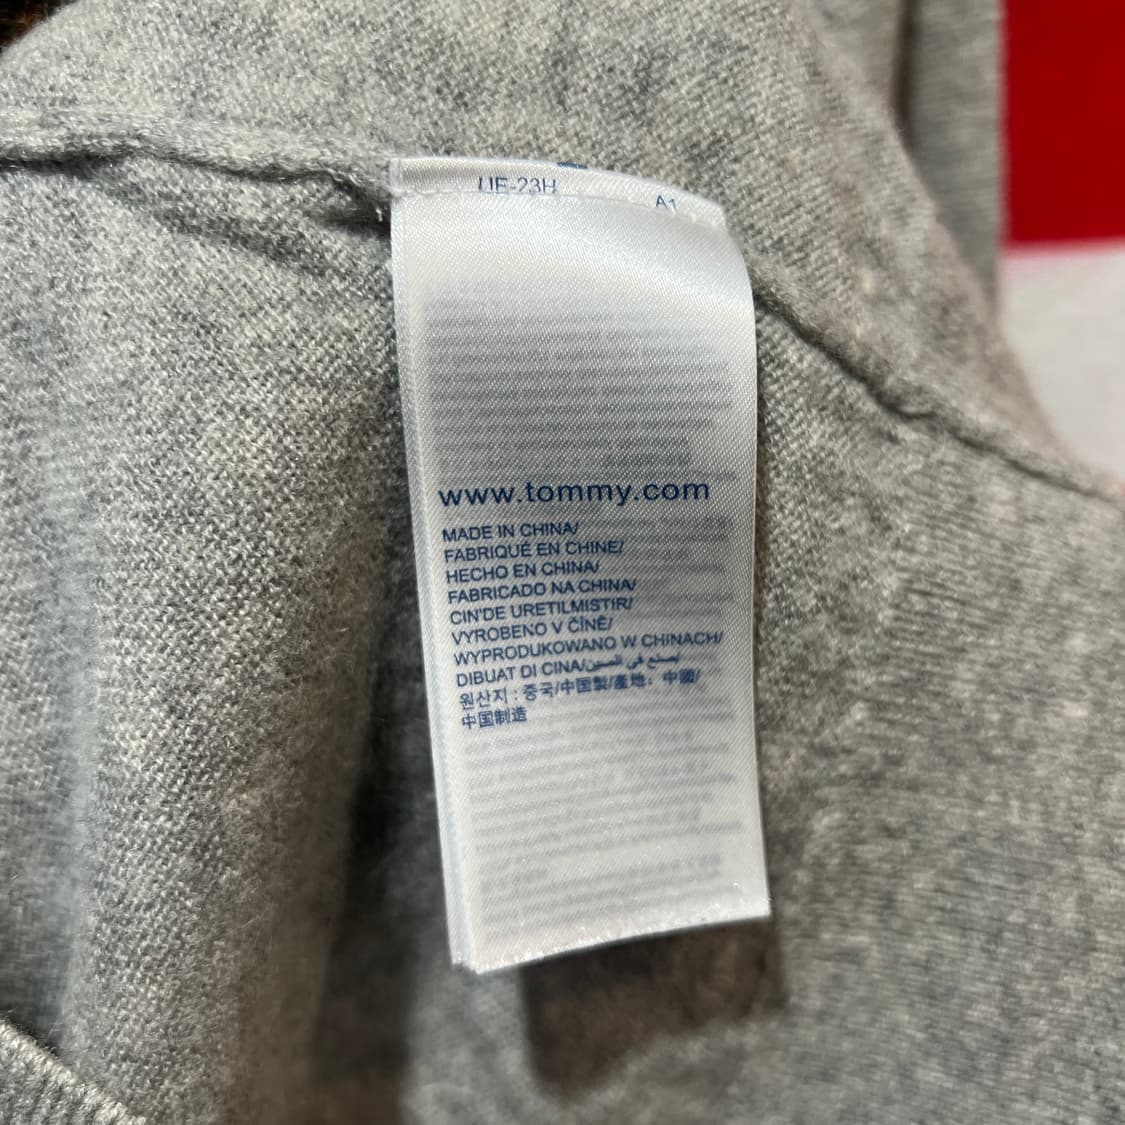 UF-23H A1
www.tommy.com
MADE IN CHINA/
FABRIQUÉ EN CHINE/
HECHO EN CHINA/
FABRICADO NA CHINA/
CIN'DE URETILMISTIR/
VYROBENO V ČÍNĚ/
WYPRODUKOWANO W CHINACH/
DIBUAT DI CINA/يصنع في الصين/
원산지 : 중국/中国製/產地：中國/
中国制造